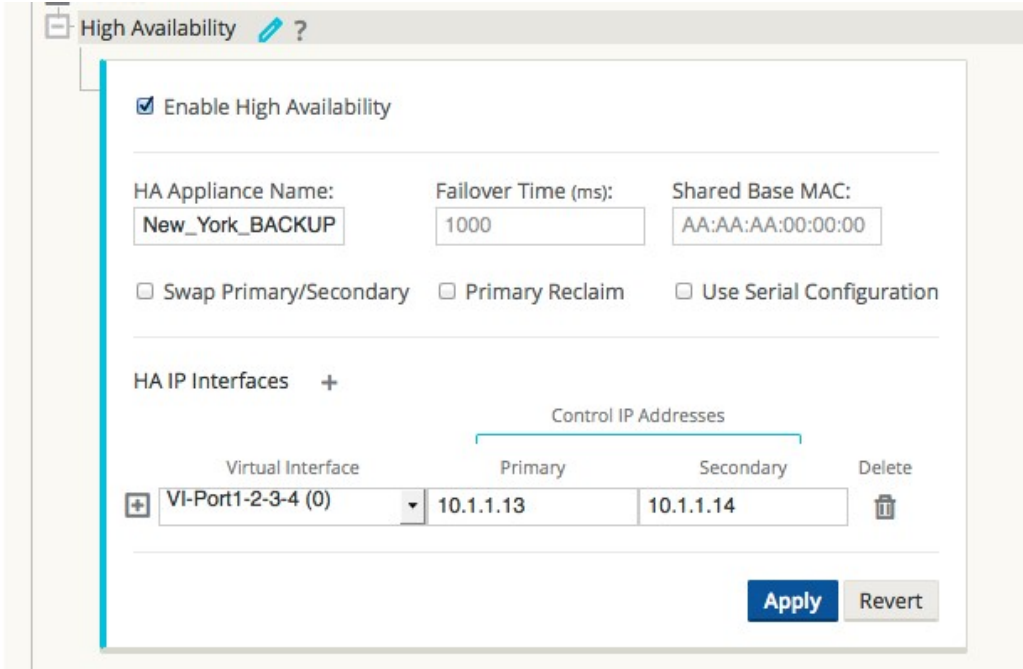 High Availability ?
Enable High Availability
HA Appliance Name: Failover Time (ms): Shared Base MAC:
New_York_BACKUP 1000 AA:AA:AA:00:00:00
Swap Primary/Secondary Primary Reclaim Use Serial Configuration
HA IP Interfaces +
Control IP Addresses
Virtual Interface Primary Secondary Delete
VI-Port1-2-3-4 (0) 10.1.1.13 10.1.1.14
Apply Revert